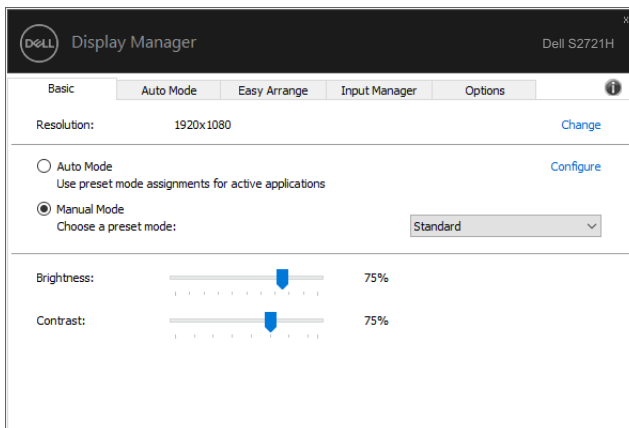 x
DELL Display Manager Dell S2721H
Basic Auto Mode Easy Arrange Input Manager Options i
Resolution: 1920x1080 Change
Auto Mode Configure
Use preset mode assignments for active applications
Manual Mode
Choose a preset mode: Standard
Brightness: 75%
Contrast: 75%